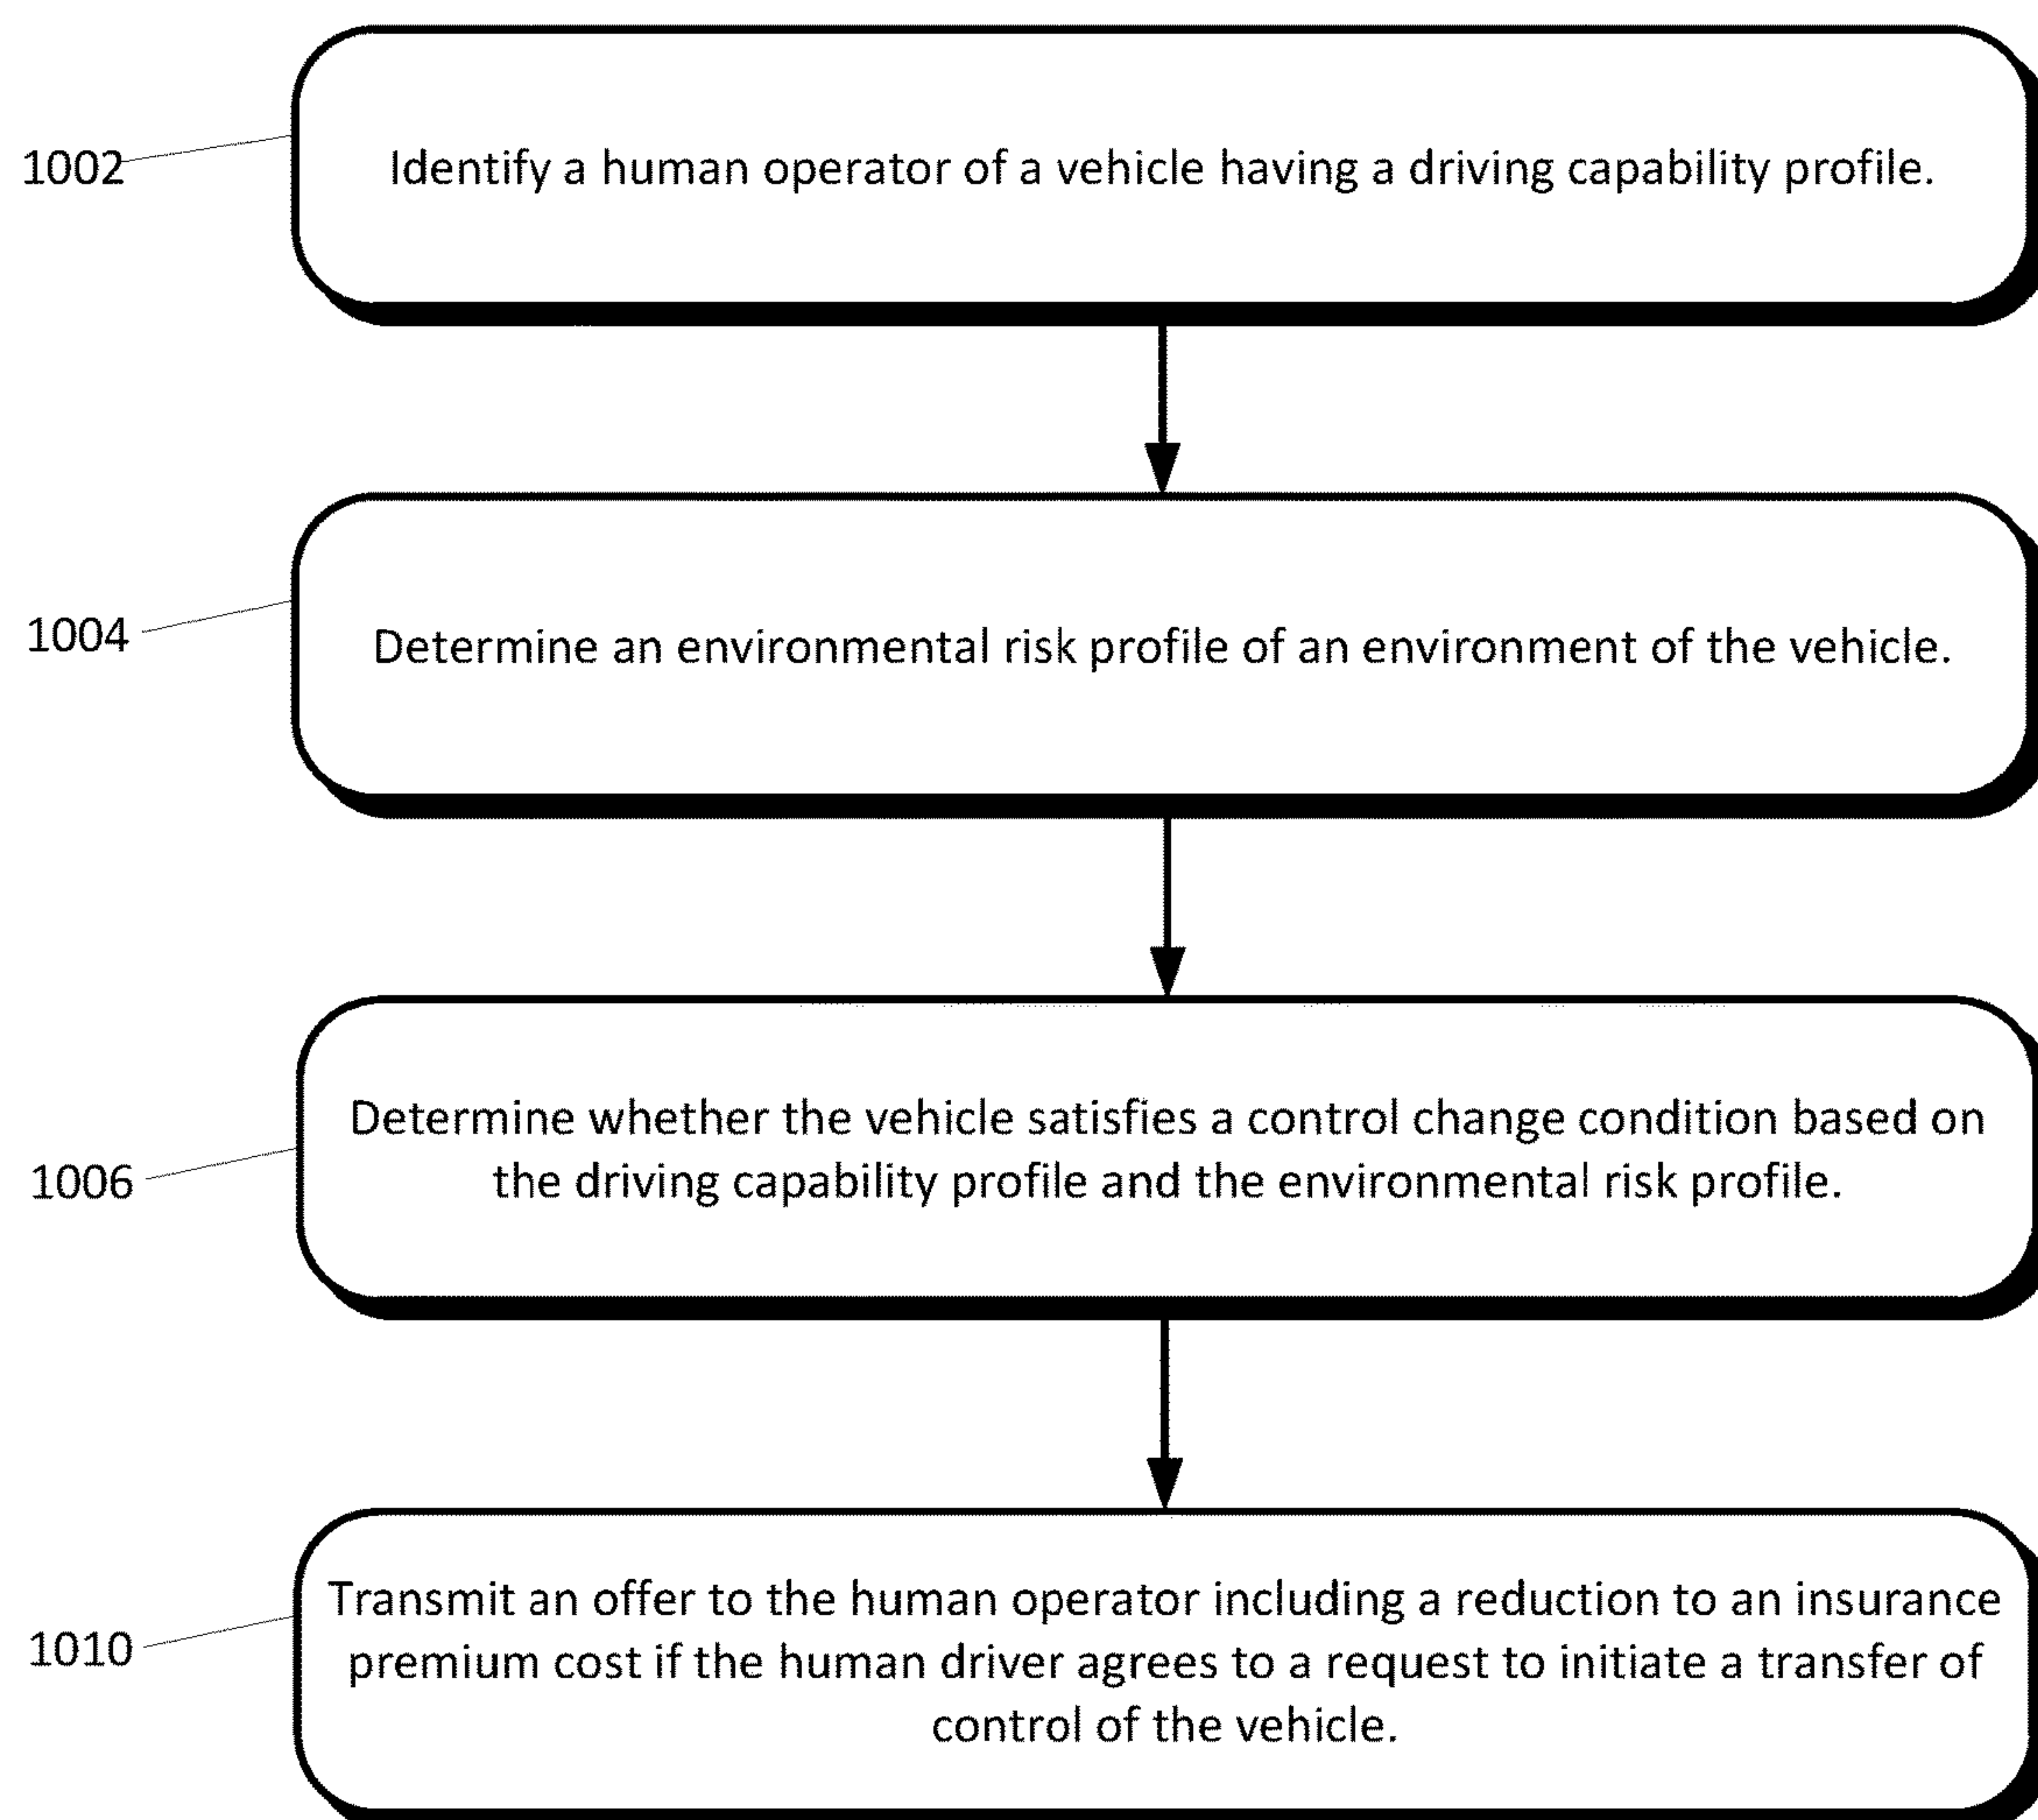 1002
Identify a human operator of a vehicle having a driving capability profile.
1004
Determine an environmental risk profile of an environment of the vehicle.
1006
Determine whether the vehicle satisfies a control change condition based on
the driving capability profile and the environmental risk profile.
1010
Transmit an offer to the human operator including a reduction to an insurance
premium cost if the human driver agrees to a request to initiate a transfer of
control of the vehicle.